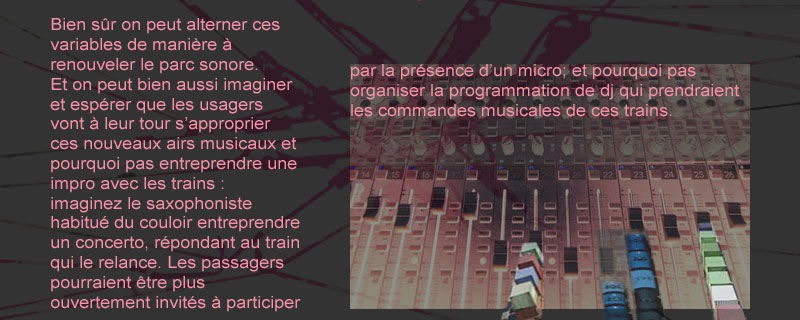 Bien sûr on peut alterner ces
variables de manière à
renouveler le parc sonore.
Et on peut bien aussi imaginer
et espérer que les usagers
vont à leur tour s’approprier
ces nouveaux airs musicaux et
pourquoi pas entreprendre une
impro avec les trains :
imaginez le saxophoniste
habitué du couloir entreprendre
un concerto, répondant au train
qui le relance. Les passagers
pourraient être plus
ouvertement invités à participer
par la présence d’un micro; et pourquoi pas
organiser la programmation de dj qui prendraient
les commandes musicales de ces trains.